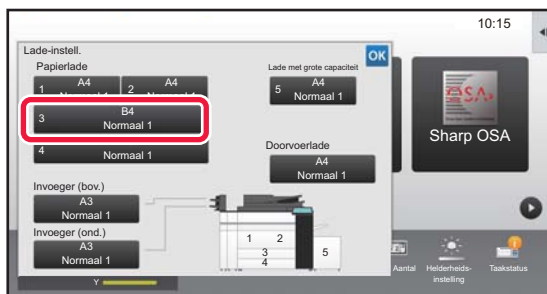 10:15
Lade-instell.
OK
Papierlade
Lade met grote capaciteit
1 A4
Normaal 1
2 A4
5 A4
Normaal 1
3 B4
Normaal 1
4
Normaal 1
Doorvoerlade
A4
Normaal 1
Sharp OSA
Invoeger (bov.)
A3
Normaal 1
Invoeger (ond.)
A3
Normaal 1
1 2
3
4
5
Aantal
Helderheids-
instelling
Taakstatus
Y